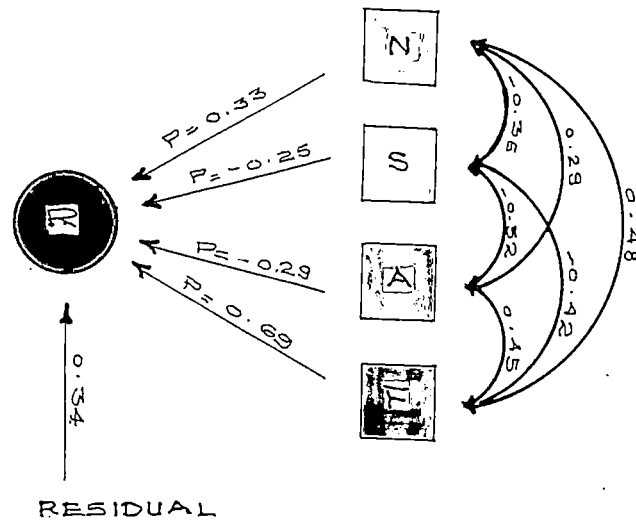 N
P= 0.33
-0.36
0.29
0.48
S
P= -0.25
R
-0.32
A
P= -0.29
-0.42
0.45
P= 0.69
0.34
RESIDUAL